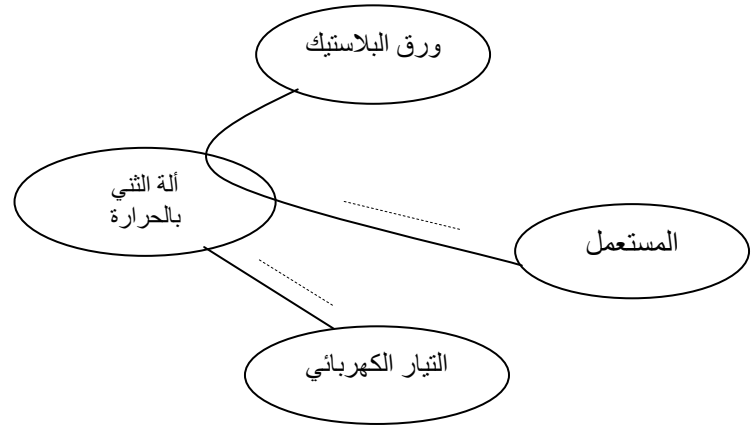 ورق البلاستيك
ألة الثني
بالحرارة
المستعمل
التيار الكهربائي